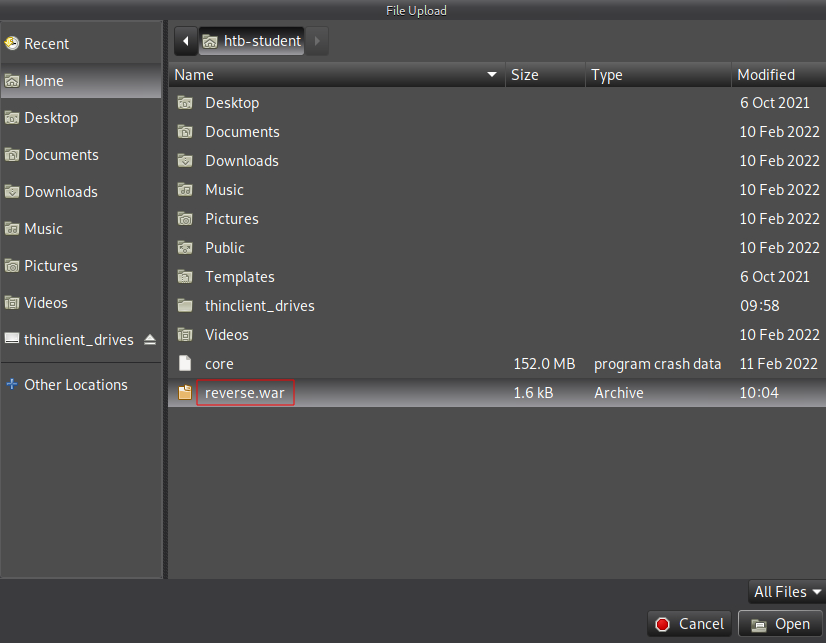 File Upload
Recent
Home
Desktop
Documents
Downloads
Music
Pictures
Videos
thinclient_drives
Other Locations
htb-student
Name Size Type Modified
Desktop 6 Oct 2021
Documents 10 Feb 2022
Downloads 10 Feb 2022
Music 10 Feb 2022
Pictures 10 Feb 2022
Public 10 Feb 2022
Templates 6 Oct 2021
thinclient_drives 09:58
Videos 10 Feb 2022
core 152.0 MB program crash data 11 Feb 2022
reverse.war 1.6 kB Archive 10:04
All Files
Cancel Open